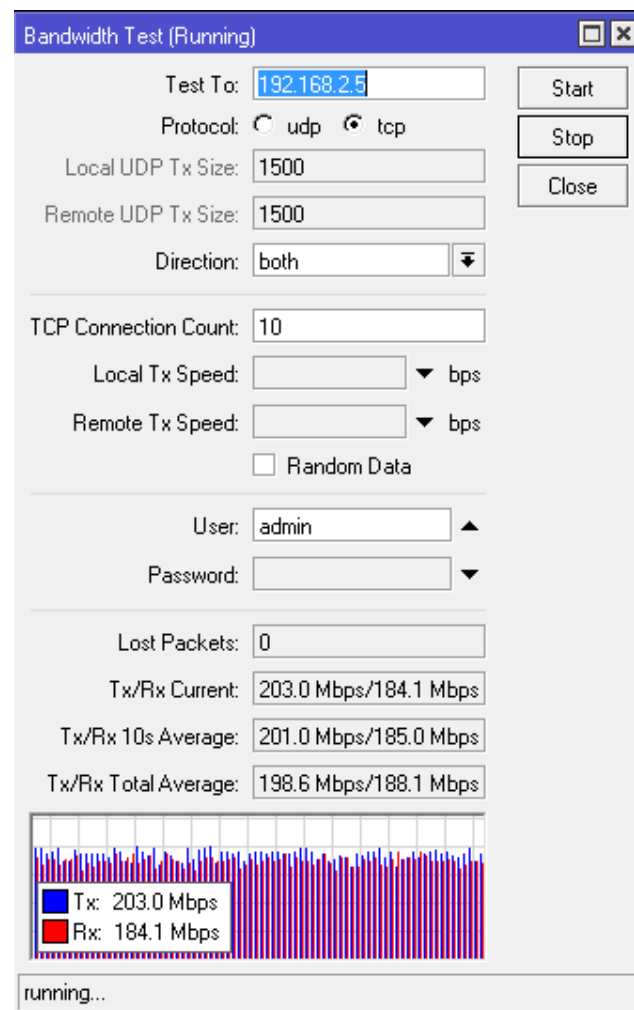 Bandwidth Test (Running)
Test To: 192.168.2.5
Start
Protocol: udp tcp
Stop
Local UDP Tx Size: 1500
Close
Remote UDP Tx Size: 1500
Direction: both
TCP Connection Count: 10
Local Tx Speed: bps
Remote Tx Speed: bps
Random Data
User: admin
Password:
Lost Packets: 0
Tx/Rx Current: 203.0 Mbps/184.1 Mbps
Tx/Rx 10s Average: 201.0 Mbps/185.0 Mbps
Tx/Rx Total Average: 198.6 Mbps/188.1 Mbps
Tx: 203.0 Mbps
Rx: 184.1 Mbps
running...